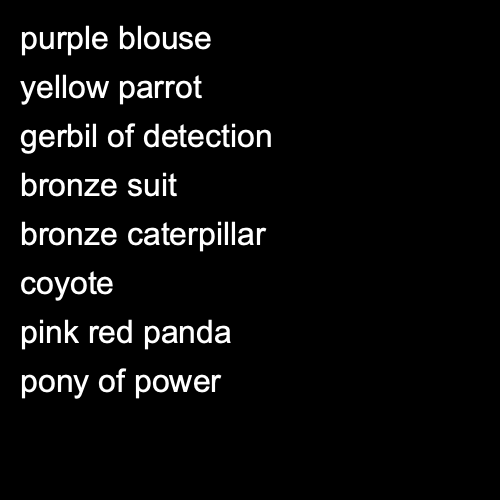 purple blouse
yellow parrot
gerbil of detection
bronze suit
bronze caterpillar
coyote
pink red panda
pony of power